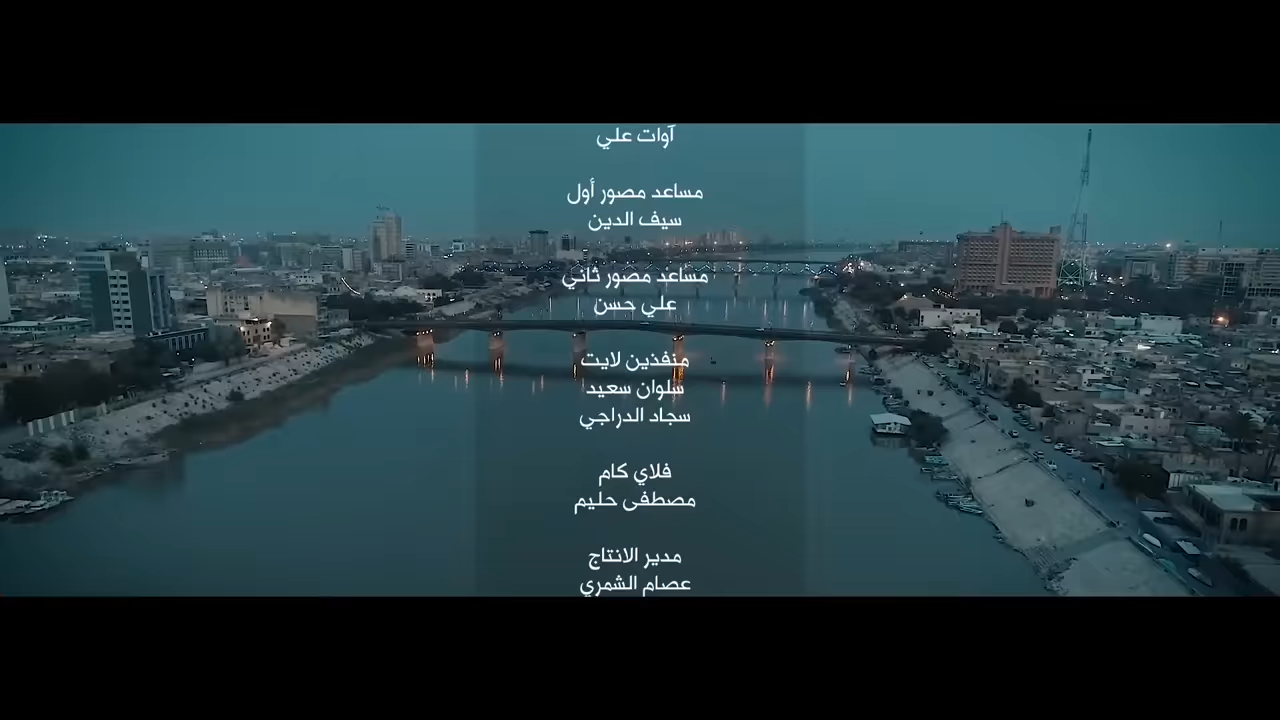 آوات علي
مساعد مصور أول
سيف الدين
مساعد مصور ثاني
علي حسن
منفذين لايت
سلوان سعيد
سجاد الدراجي
فلاي كام
مصطفى حليم
مدير الانتاج
عصام الشمري